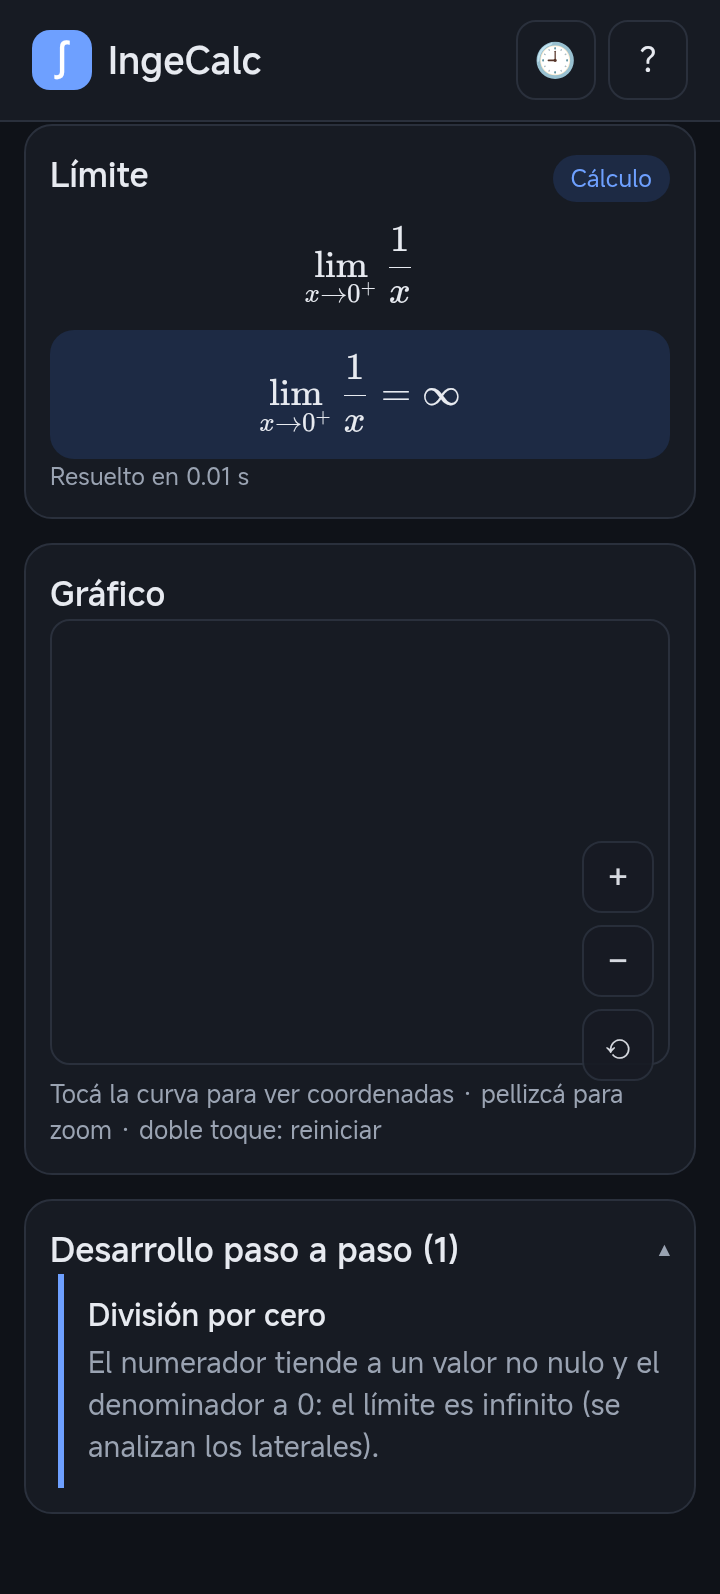 ∫ IngeCalc ?
Límite Cálculo
lim x→0⁺ 1/x
lim x→0⁺ 1/x = ∞
Resuelto en 0.01 s
Gráfico
+
−
⟲
Tocá la curva para ver coordenadas · pellizcá para
zoom · doble toque: reiniciar
Desarrollo paso a paso (1) ▲
División por cero
El numerador tiende a un valor no nulo y el
denominador a 0: el límite es infinito (se
analizan los laterales).